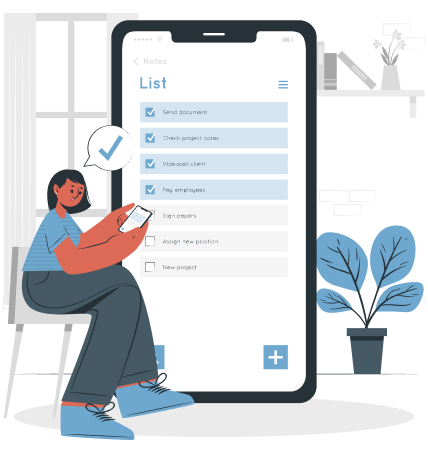 Notes
List
Send document
Check project notes
Videocall client
Pay employees
Sign papers
Assign new position
New project